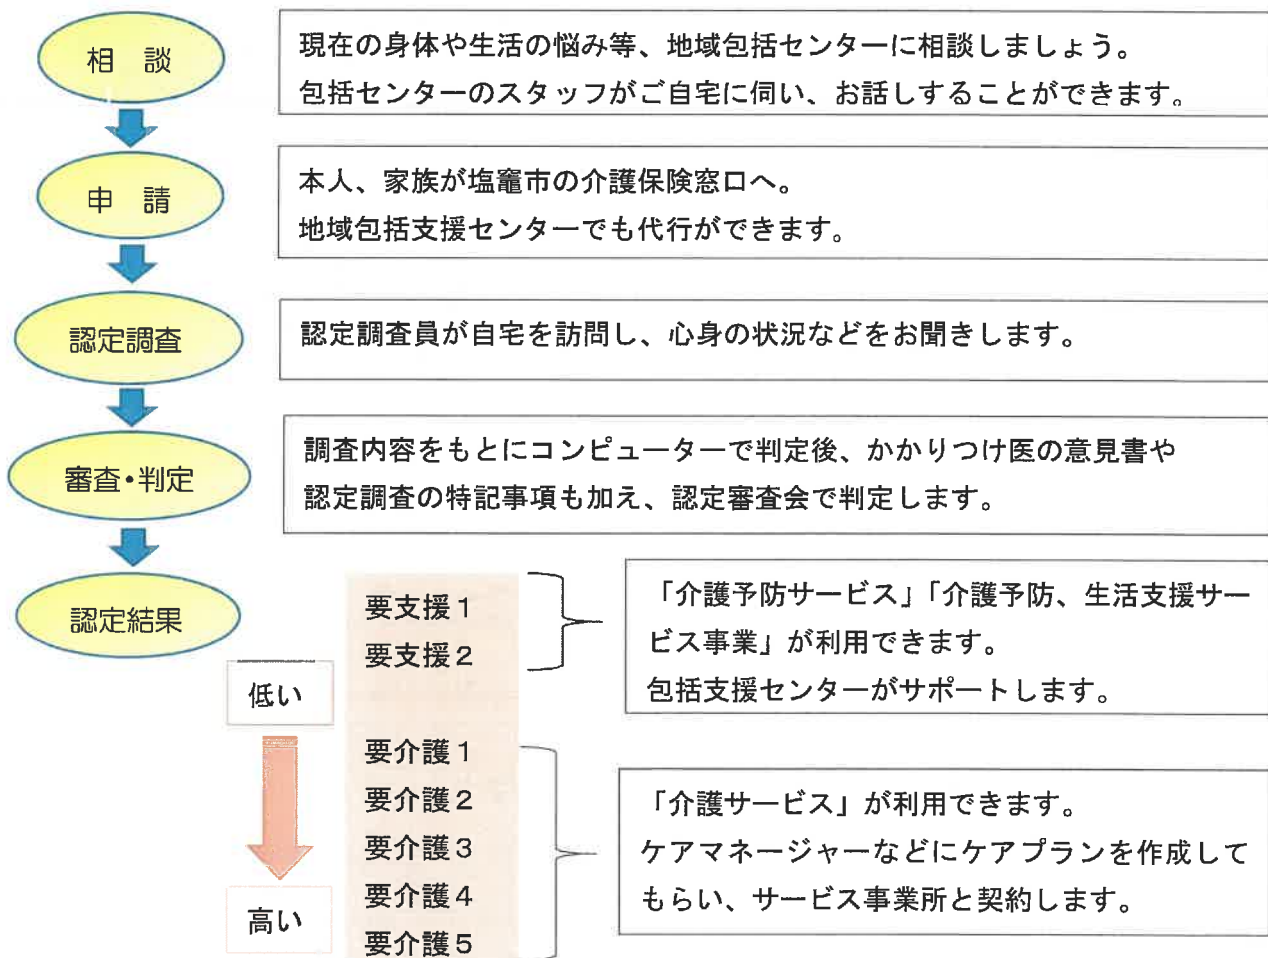 相 談
現在の身体や生活の悩み等、地域包括センターに相談しましょう。
包括センターのスタッフがご自宅に伺い、お話しすることができます。
申 請
本人、家族が塩竈市の介護保険窓口へ。
地域包括支援センターでも代行ができます。
認定調査
認定調査員が自宅を訪問し、心身の状況などをお聞きします。
審査・判定
調査内容をもとにコンピューターで判定後、かかりつけ医の意見書や
認定調査の特記事項も加え、認定審査会で判定します。
認定結果
低い
高い
要支援１
要支援２
「介護予防サービス」「介護予防、生活支援サー
ビス事業」が利用できます。
包括支援センターがサポートします。
要介護１
要介護２
要介護３
要介護４
要介護５
「介護サービス」が利用できます。
ケアマネージャーなどにケアプランを作成して
もらい、サービス事業所と契約します。